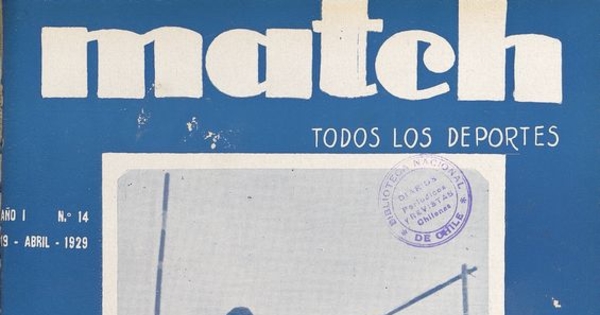 match
TODOS LOS DEPORTES
AÑO I N.º 14
19 - ABRIL - 1929
BIBLIOTECA NACIONAL
DIARIOS
Periódicos
Y REVISTAS
Chilenas
* DE CHILE *